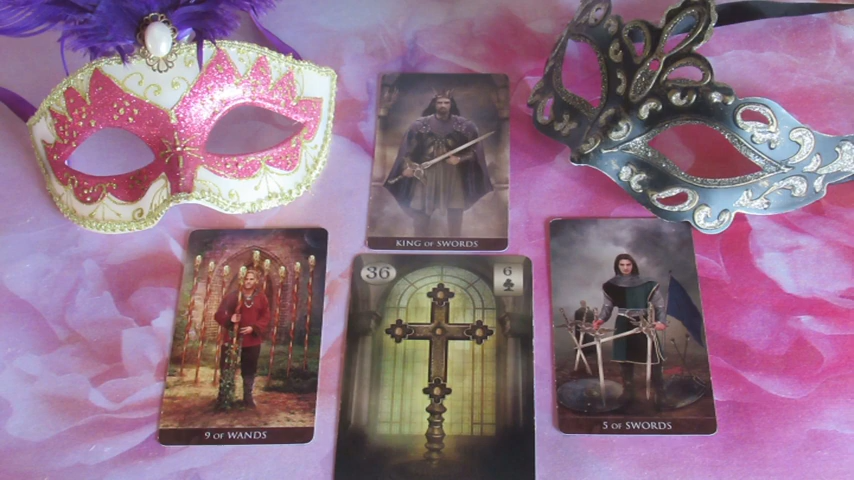 KING OF SWORDS
36
6
9 OF WANDS
5 OF SWORDS